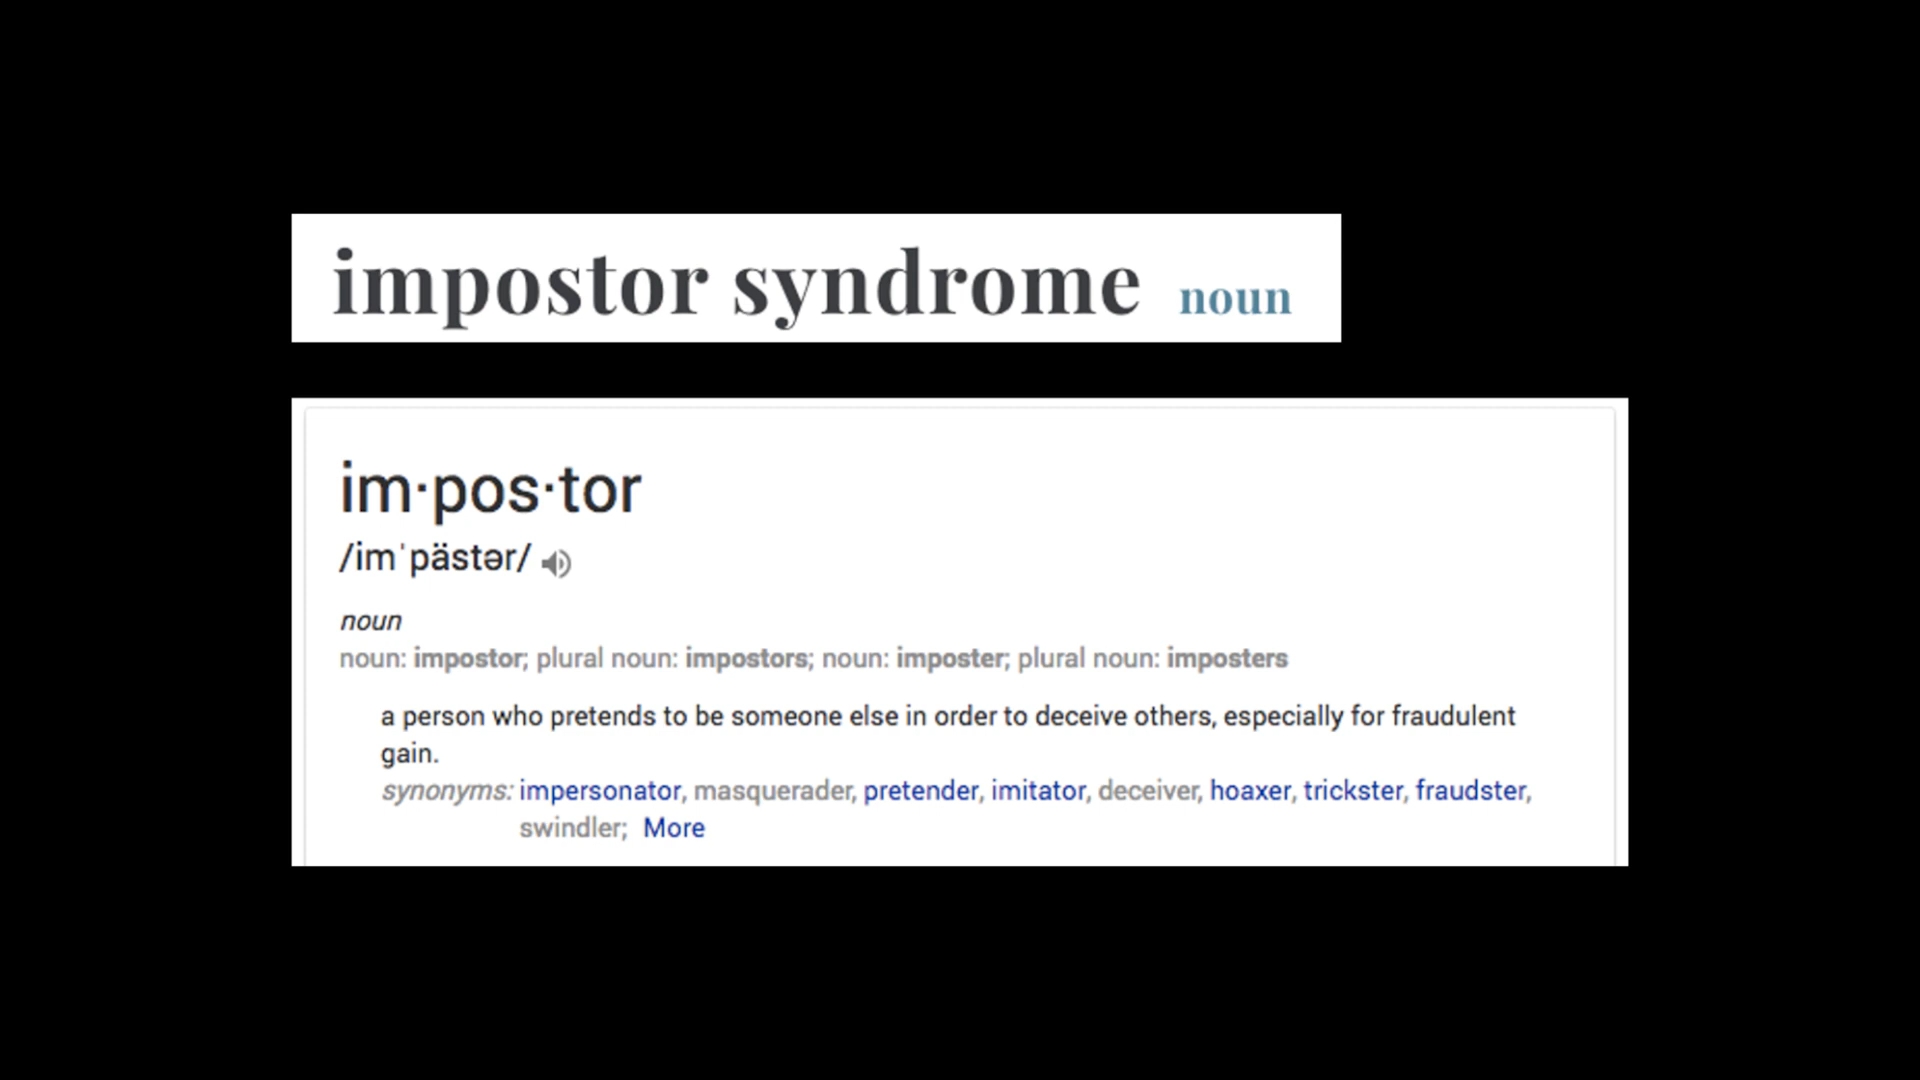 impostor syndrome noun
im·pos·tor
/imˈpästər/
noun
noun: impostor; plural noun: impostors; noun: imposter; plural noun: imposters
a person who pretends to be someone else in order to deceive others, especially for fraudulent
gain.
synonyms: impersonator, masquerader, pretender, imitator, deceiver, hoaxer, trickster, fraudster,
swindler; More